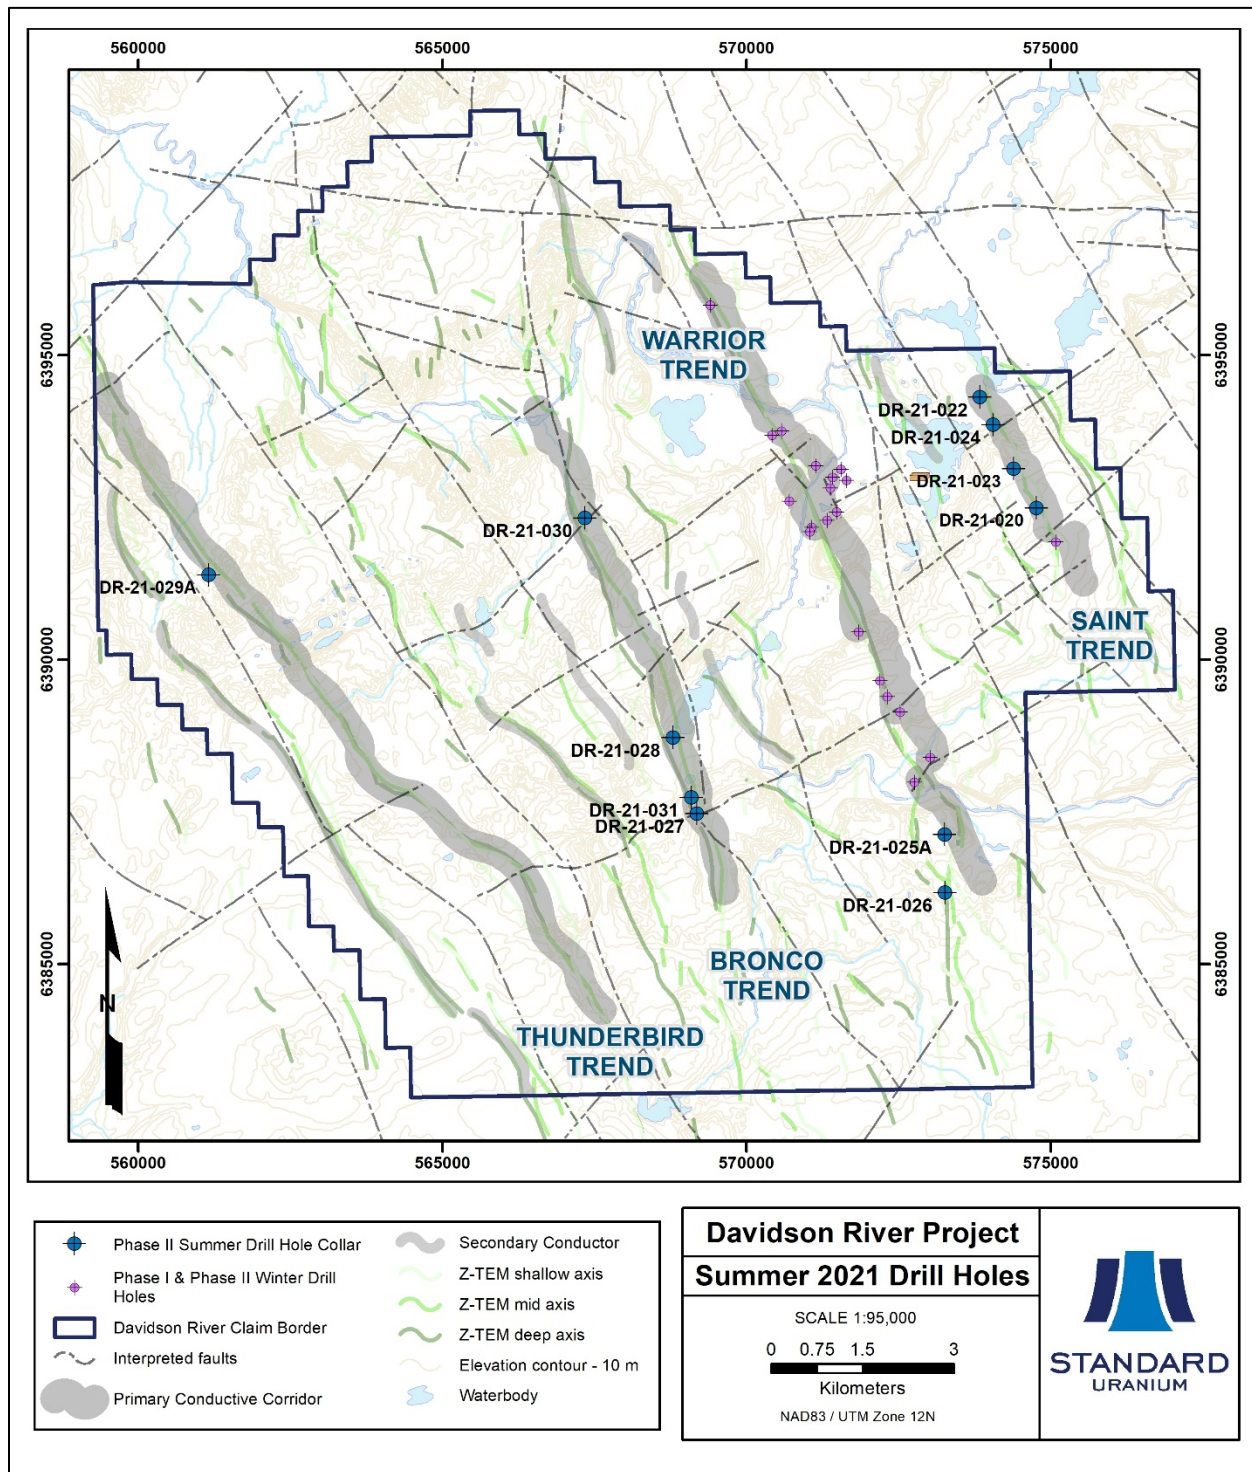 560000
565000
570000
575000
6395000
6395000
WARRIOR
TREND
DR-21-022
DR-21-024
DR-21-023
DR-21-020
DR-21-030
DR-21-029A
SAINT
TREND
6390000
6390000
DR-21-028
DR-21-031
DR-21-027
DR-21-025A
DR-21-026
BRONCO
TREND
6385000
6385000
N
THUNDERBIRD
TREND
560000
565000
570000
575000
Phase II Summer Drill Hole Collar
Phase I & Phase II Winter Drill
Holes
Davidson River Claim Border
Interpreted faults
Primary Conductive Corridor
Secondary Conductor
Z-TEM shallow axis
Z-TEM mid axis
Z-TEM deep axis
Elevation contour - 10 m
Waterbody
Davidson River Project
Summer 2021 Drill Holes
SCALE 1:95,000
0 0.75 1.5 3
Kilometers
NAD83 / UTM Zone 12N
STANDARD
URANIUM